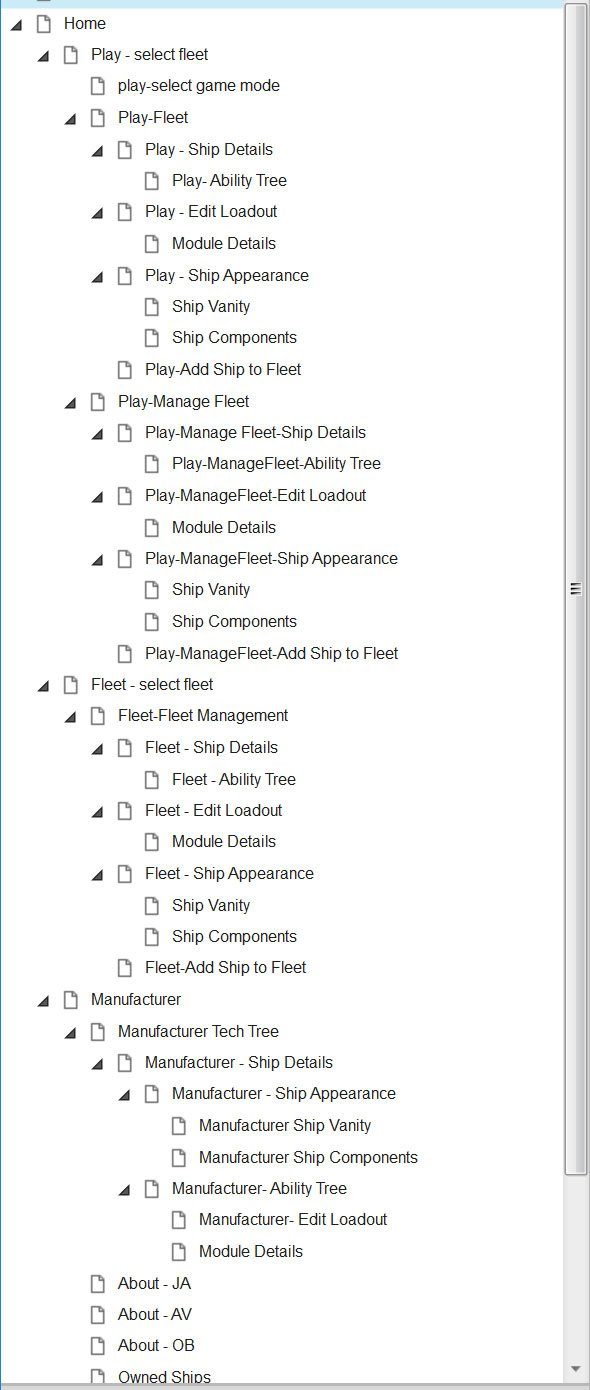 Home
Play - select fleet
play-select game mode
Play-Fleet
Play - Ship Details
Play- Ability Tree
Play - Edit Loadout
Module Details
Play - Ship Appearance
Ship Vanity
Ship Components
Play-Add Ship to Fleet
Play-Manage Fleet
Play-Manage Fleet-Ship Details
Play-ManageFleet-Ability Tree
Play-ManageFleet-Edit Loadout
Module Details
Play-ManageFleet-Ship Appearance
Ship Vanity
Ship Components
Play-ManageFleet-Add Ship to Fleet
Fleet - select fleet
Fleet-Fleet Management
Fleet - Ship Details
Fleet - Ability Tree
Fleet - Edit Loadout
Module Details
Fleet - Ship Appearance
Ship Vanity
Ship Components
Fleet-Add Ship to Fleet
Manufacturer
Manufacturer Tech Tree
Manufacturer - Ship Details
Manufacturer - Ship Appearance
Manufacturer Ship Vanity
Manufacturer Ship Components
Manufacturer- Ability Tree
Manufacturer- Edit Loadout
Module Details
About - JA
About - AV
About - OB
Owned Ships